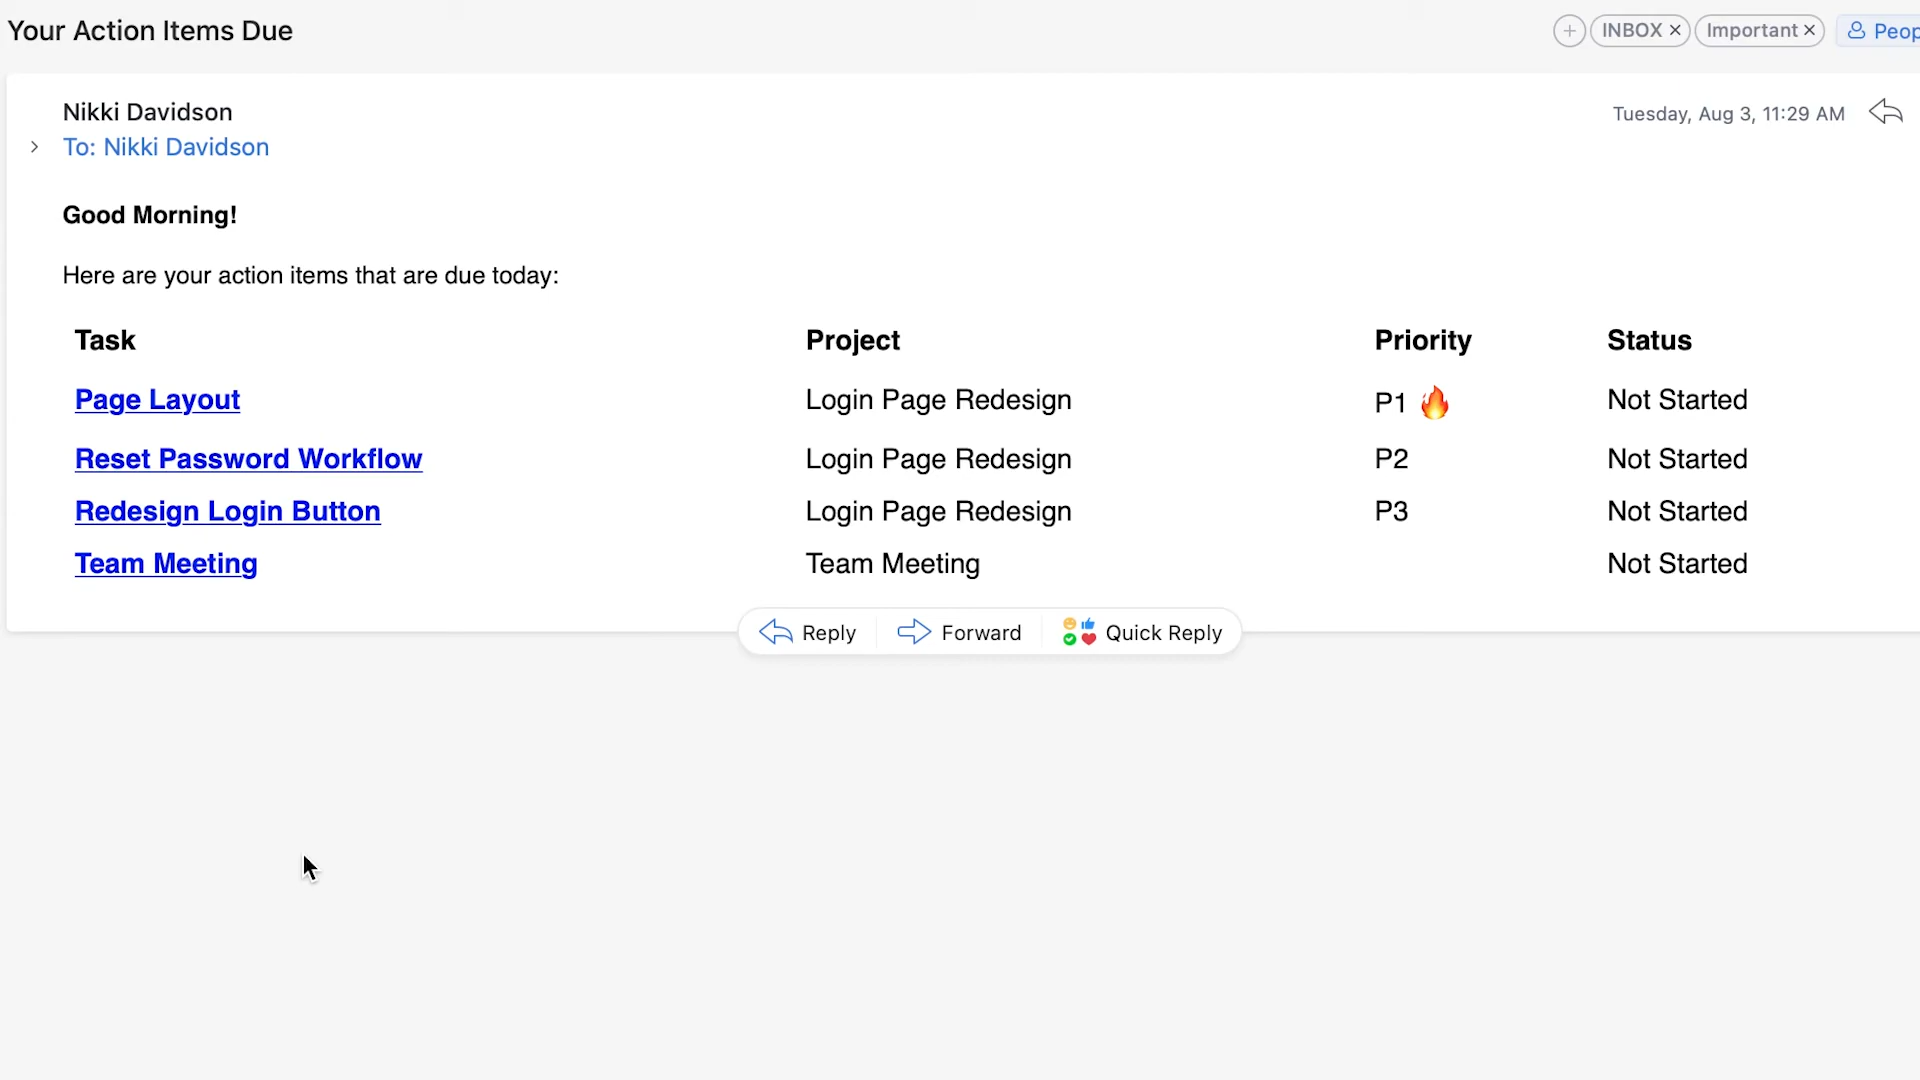 Your Action Items Due
INBOX × Important ×
Nikki Davidson
Tuesday, Aug 3, 11:29 AM
To: Nikki Davidson
Good Morning!
Here are your action items that are due today:
Task Project Priority Status
Page Layout Login Page Redesign P1 🔥 Not Started
Reset Password Workflow Login Page Redesign P2 Not Started
Redesign Login Button Login Page Redesign P3 Not Started
Team Meeting Team Meeting Not Started
Reply Forward Quick Reply